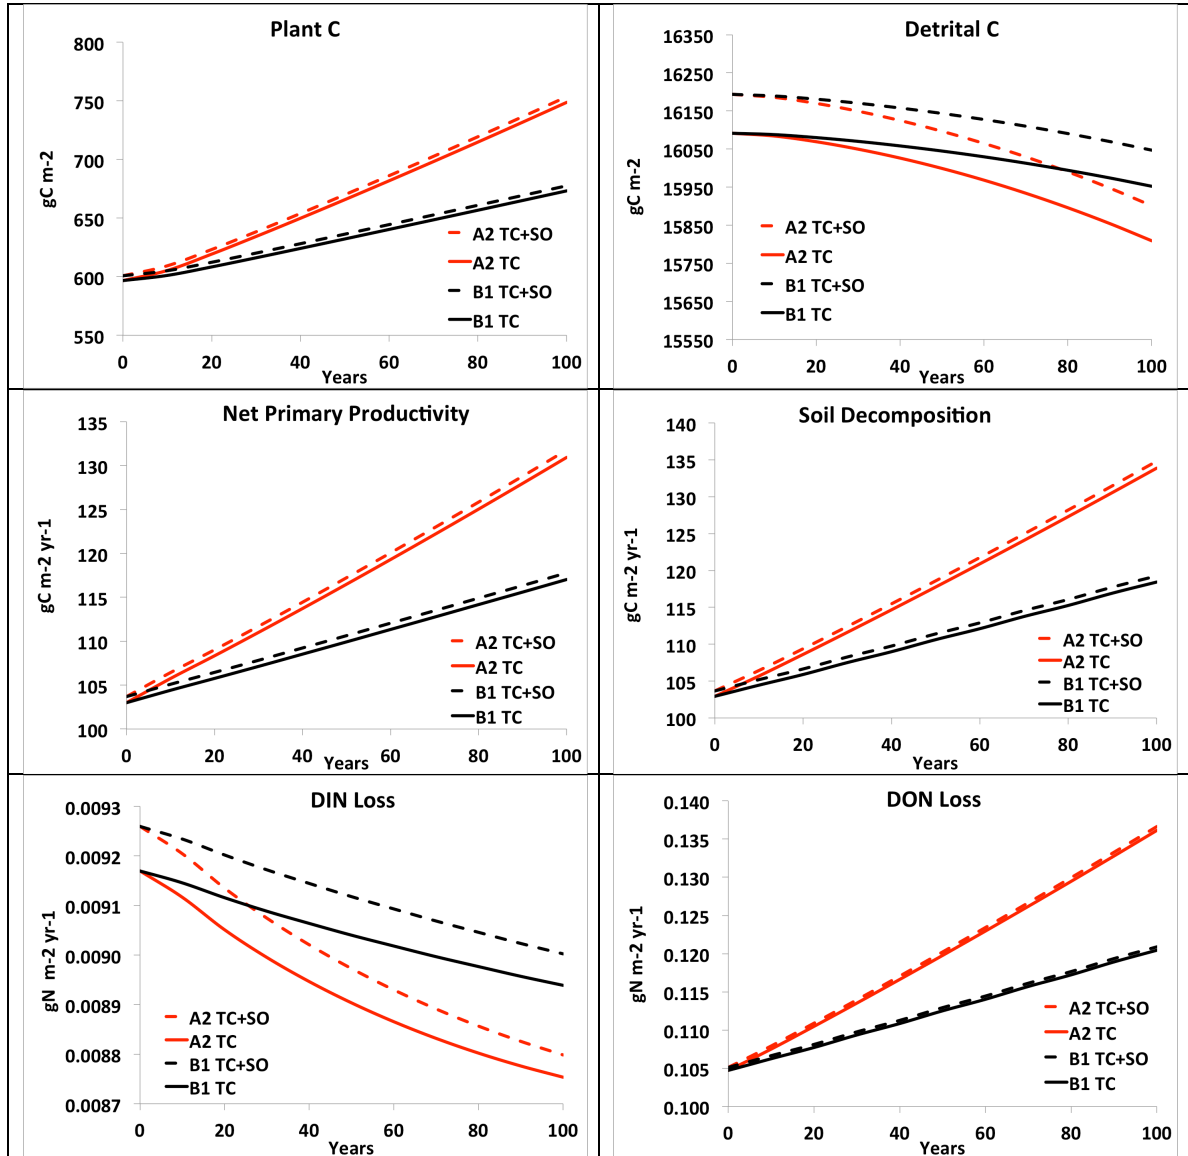 Plant C
800
750
700
650
600
550
gC m-2
0 20 40 60 80 100
Years
A2 TC+SO
A2 TC
B1 TC+SO
B1 TC
Detrital C
16350
16250
16150
16050
15950
15850
15750
15650
15550
gC m-2
0 20 40 60 80 100
Years
A2 TC+SO
A2 TC
B1 TC+SO
B1 TC
Net Primary Productivity
135
130
125
120
115
110
105
100
gC m-2 yr-1
0 20 40 60 80 100
Years
A2 TC+SO
A2 TC
B1 TC+SO
B1 TC
Soil Decomposition
140
135
130
125
120
115
110
105
100
gC m-2 yr-1
0 20 40 60 80 100
Years
A2 TC+SO
A2 TC
B1 TC+SO
B1 TC
DIN Loss
0.0093
0.0092
0.0091
0.0090
0.0089
0.0088
0.0087
gN m-2 yr-1
0 20 40 60 80 100
Years
A2 TC+SO
A2 TC
B1 TC+SO
B1 TC
DON Loss
0.140
0.135
0.130
0.125
0.120
0.115
0.110
0.105
0.100
gN m-2 yr-1
0 20 40 60 80 100
Years
A2 TC+SO
A2 TC
B1 TC+SO
B1 TC